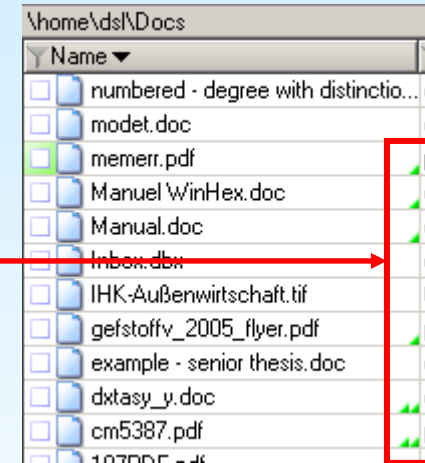 \home\dsl\Docs
Name
numbered - degree with distinctio...
modet.doc
memerr.pdf
Manuel WinHex.doc
Manual.doc
Inbox.dbx
IHK-Außenwirtschaft.tif
gefstoffv_2005_flyer.pdf
example - senior thesis.doc
dxtasy_y.doc
cm5387.pdf